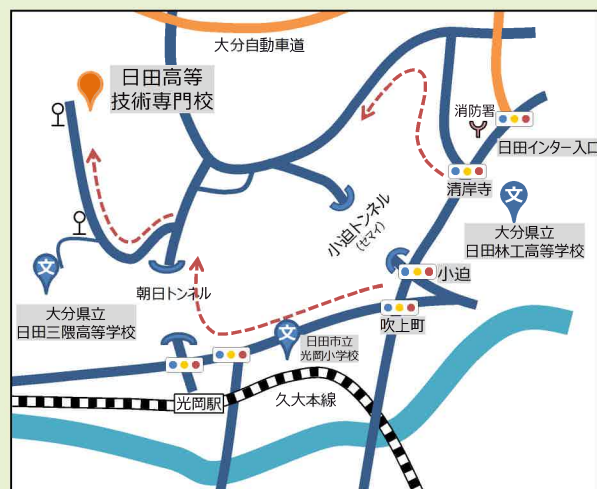 大分自動車道
日田高等
技術専門校
消防署
日田インター入口
清岸寺
文
大分県立
日田林工高等学校
小迫トンネル
(セマイ)
小迫
文
大分県立
日田三隈高等学校
朝日トンネル
吹上町
文
日田市立
光岡小学校
光岡駅
久大本線